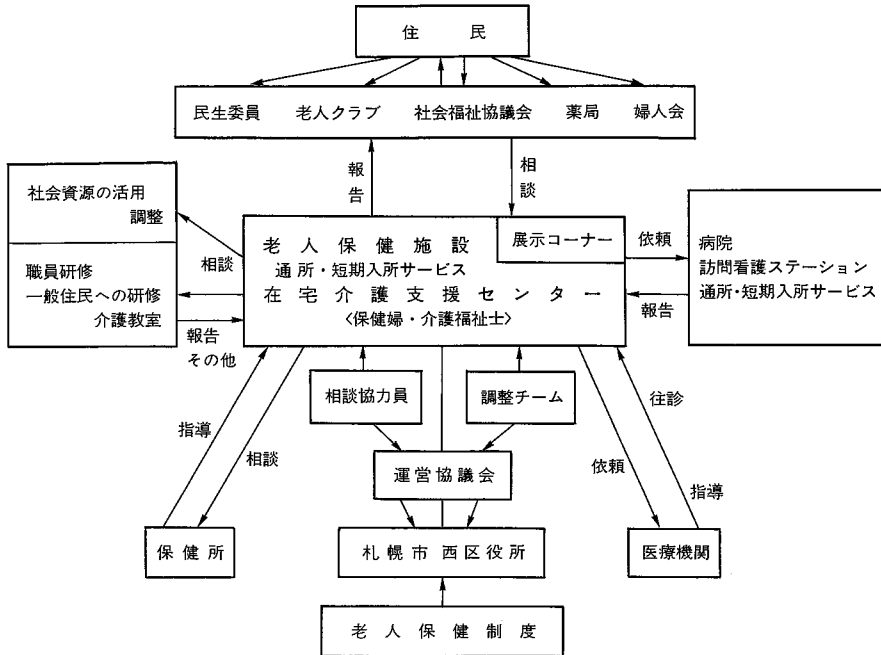 住民
民生委員 老人クラブ 社会福祉協議会 薬局 婦人会
報告
相談
社会資源の活用
調整
職員研修
一般住民への研修
介護教室
相談
報告
その他
老人保健施設
通所・短期入所サービス
在宅介護支援センター
〈保健婦・介護福祉士〉
展示コーナー
依頼
報告
病院
訪問看護ステーション
通所・短期入所サービス
相談協力員
調整チーム
指導
相談
運営協議会
依頼
往診
指導
保健所
札幌市 西区役所
医療機関
老人保健制度